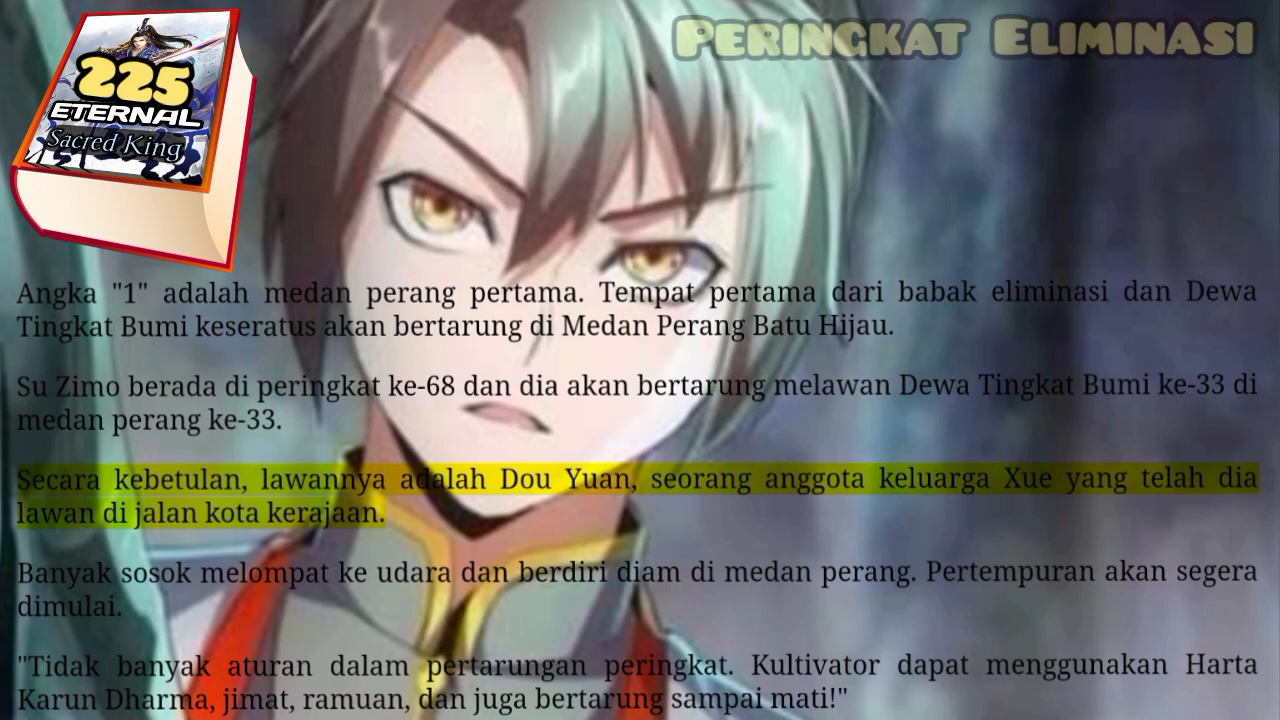 Peringkat Eliminasi
225
ETERNAL
Sacred King
Angka "1" adalah medan perang pertama. Tempat pertama dari babak eliminasi dan Dewa
Tingkat Bumi keseratus akan bertarung di Medan Perang Batu Hijau.
Su Zimo berada di peringkat ke-68 dan dia akan bertarung melawan Dewa Tingkat Bumi ke-33 di
medan perang ke-33.
Secara kebetulan, lawannya adalah Dou Yuan, seorang anggota keluarga Xue yang telah dia
lawan di jalan kota kerajaan.
Banyak sosok melompat ke udara dan berdiri diam di medan perang. Pertempuran akan segera
dimulai.
"Tidak banyak aturan dalam pertarungan peringkat. Kultivator dapat menggunakan Harta
Karun Dharma, jimat, ramuan, dan juga bertarung sampai mati!"